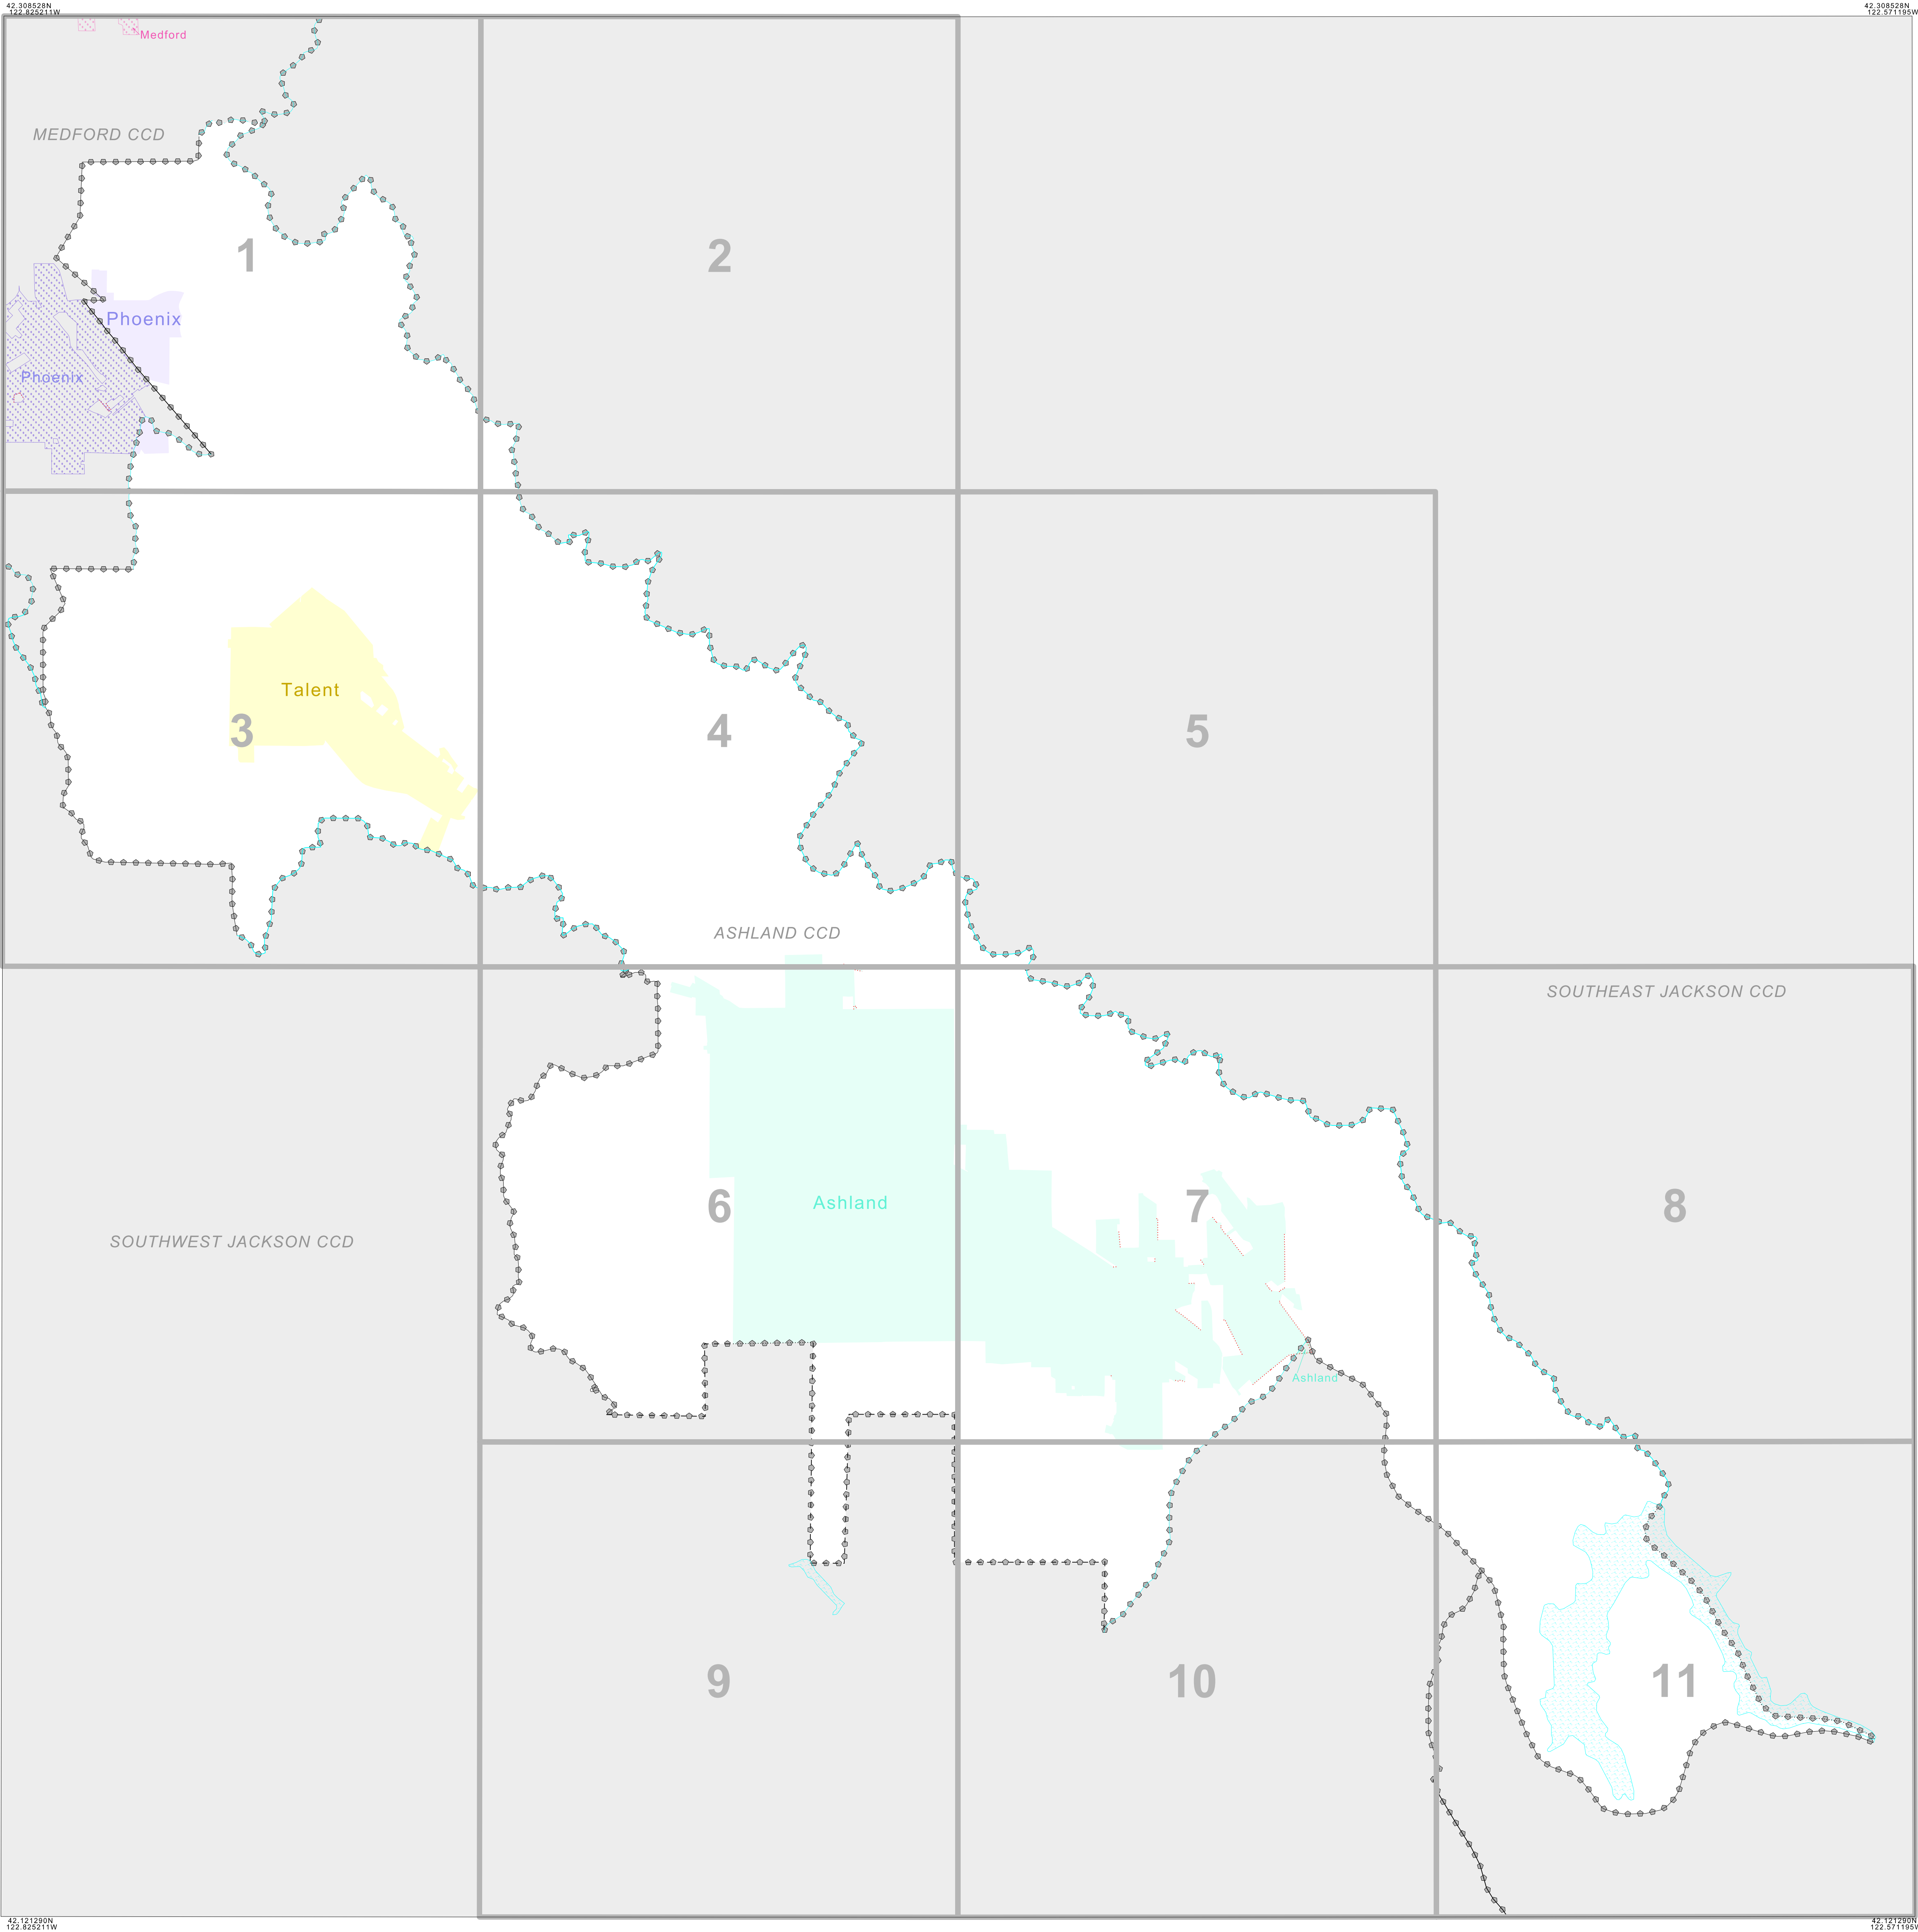 42.308528N
122.825211W
42.308528N
122.571195W
Medford
MEDFORD CCD
1
2
Phoenix
Phoenix
Talent
3
4
5
ASHLAND CCD
SOUTHEAST JACKSON CCD
6
Ashland
7
8
SOUTHWEST JACKSON CCD
Ashland
9
10
11
42.121290N
122.825211W
42.121290N
122.571195W